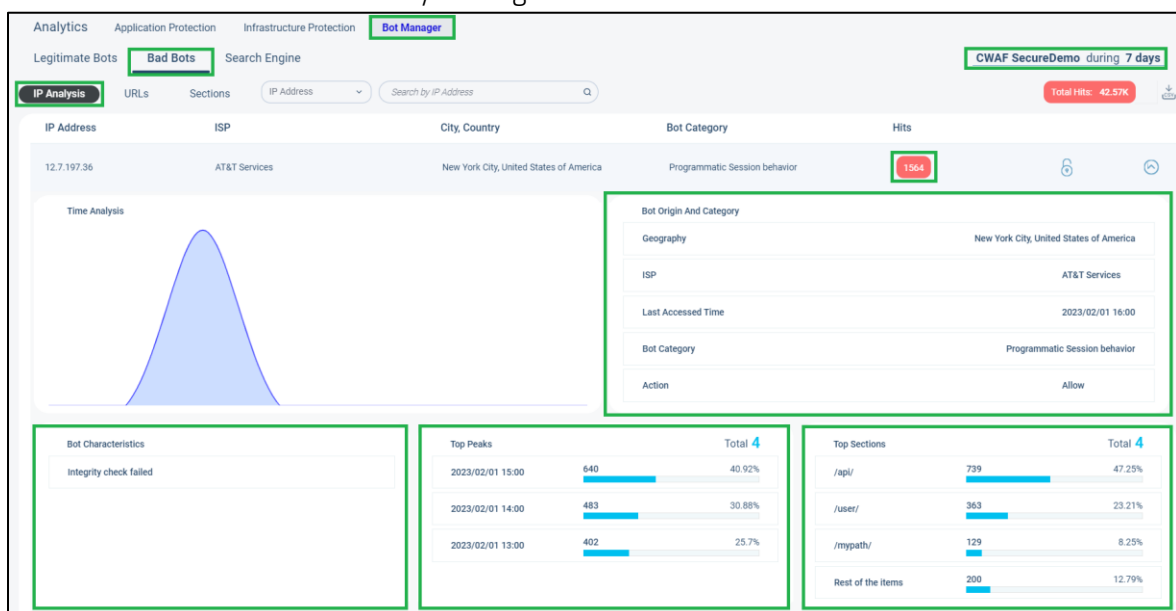 Analytics Application Protection Infrastructure Protection Bot Manager
Legitimate Bots Bad Bots Search Engine CWAF SecureDemo during 7 days
IP Analysis URLs Sections IP Address Search by IP Address Total Hits: 42.57K
IP Address ISP City, Country Bot Category Hits
12.7.197.36 AT&T Services New York City, United States of America Programmatic Session behavior 1564
Time Analysis
Bot Origin And Category
Geography New York City, United States of America
ISP AT&T Services
Last Accessed Time 2023/02/01 16:00
Bot Category Programmatic Session behavior
Action Allow
Bot Characteristics
Integrity check failed
Top Peaks Total 4
2023/02/01 15:00 640 40.92%
2023/02/01 14:00 483 30.88%
2023/02/01 13:00 402 25.7%
Top Sections Total 4
/api/ 739 47.25%
/user/ 363 23.21%
/mypath/ 129 8.25%
Rest of the items 200 12.79%